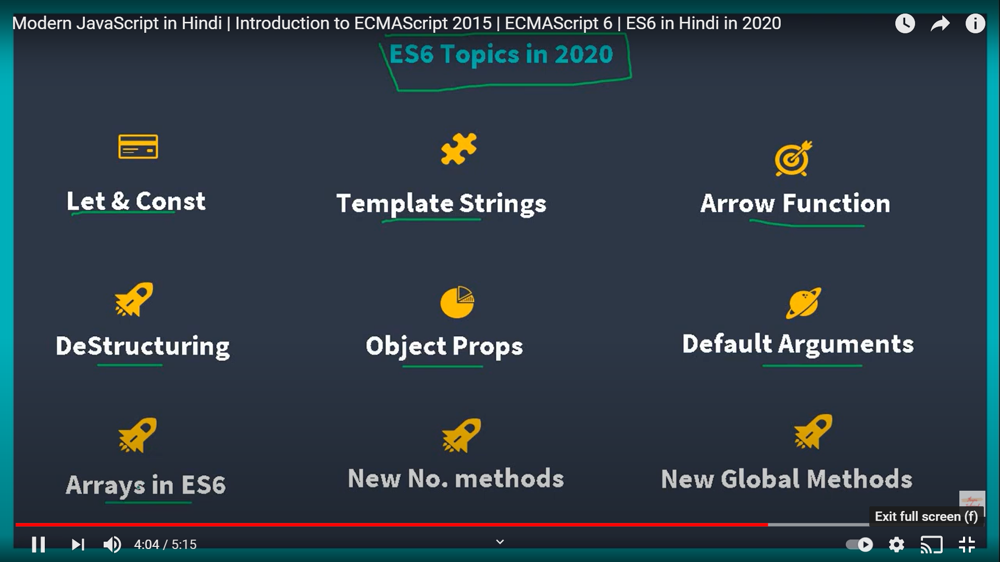 Modern JavaScript in Hindi | Introduction to ECMAScript 2015 | ECMAScript 6 | ES6 in Hindi in 2020
ES6 Topics in 2020
Let & Const
Template Strings
Arrow Function
DeStructuring
Object Props
Default Arguments
Arrays in ES6
New No. methods
New Global Methods
Exit full screen (f)
4:04 / 5:15